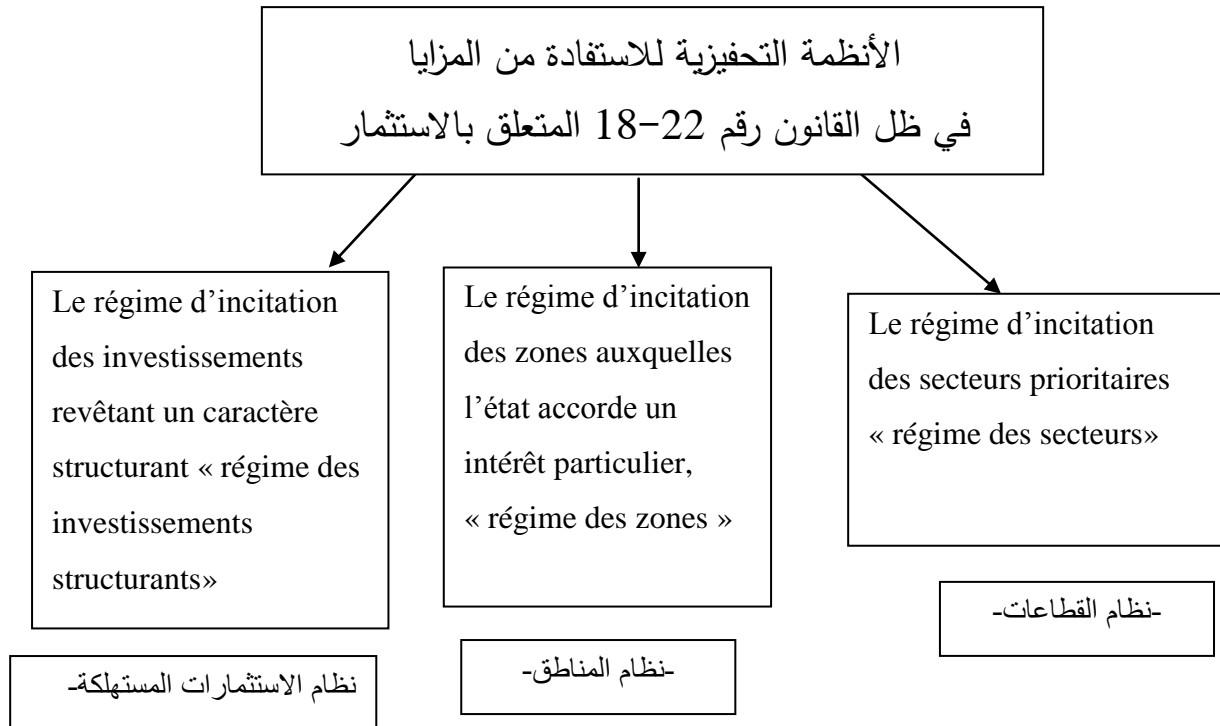 الأنظمة التحفيزية للاستفادة من المزايا
في ظل القانون رقم 22-18 المتعلق بالاستثمار
Le régime d’incitation
des secteurs prioritaires
« régime des secteurs»
-نظام القطاعات-
Le régime d’incitation
des zones auxquelles
l’état accorde un
intérêt particulier,
« régime des zones »
-نظام المناطق-
Le régime d’incitation
des investissements
revêtant un caractère
structurant « régime des
investissements
structurants»
نظام الاستثمارات المستهلكة-